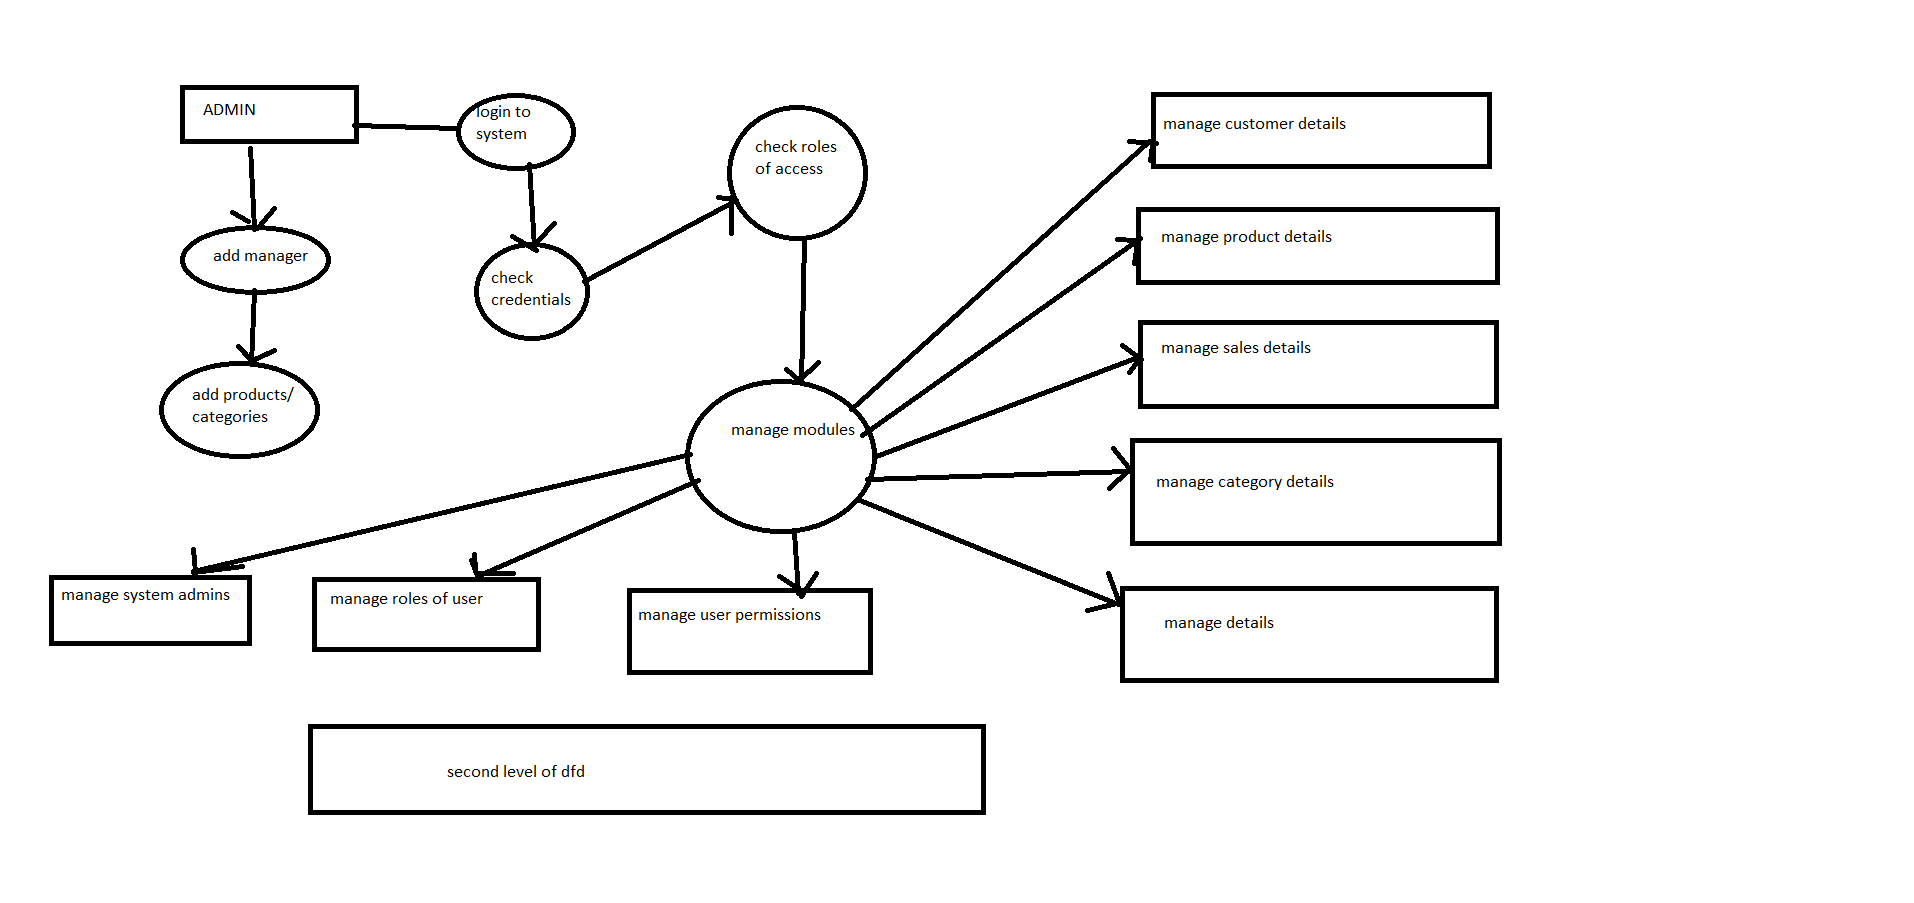 ADMIN
login to
system
check roles
of access
manage customer details
add manager
check
credentials
manage product details
add products/
categories
manage sales details
manage modules
manage category details
manage system admins
manage roles of user
manage user permissions
manage details
second level of dfd